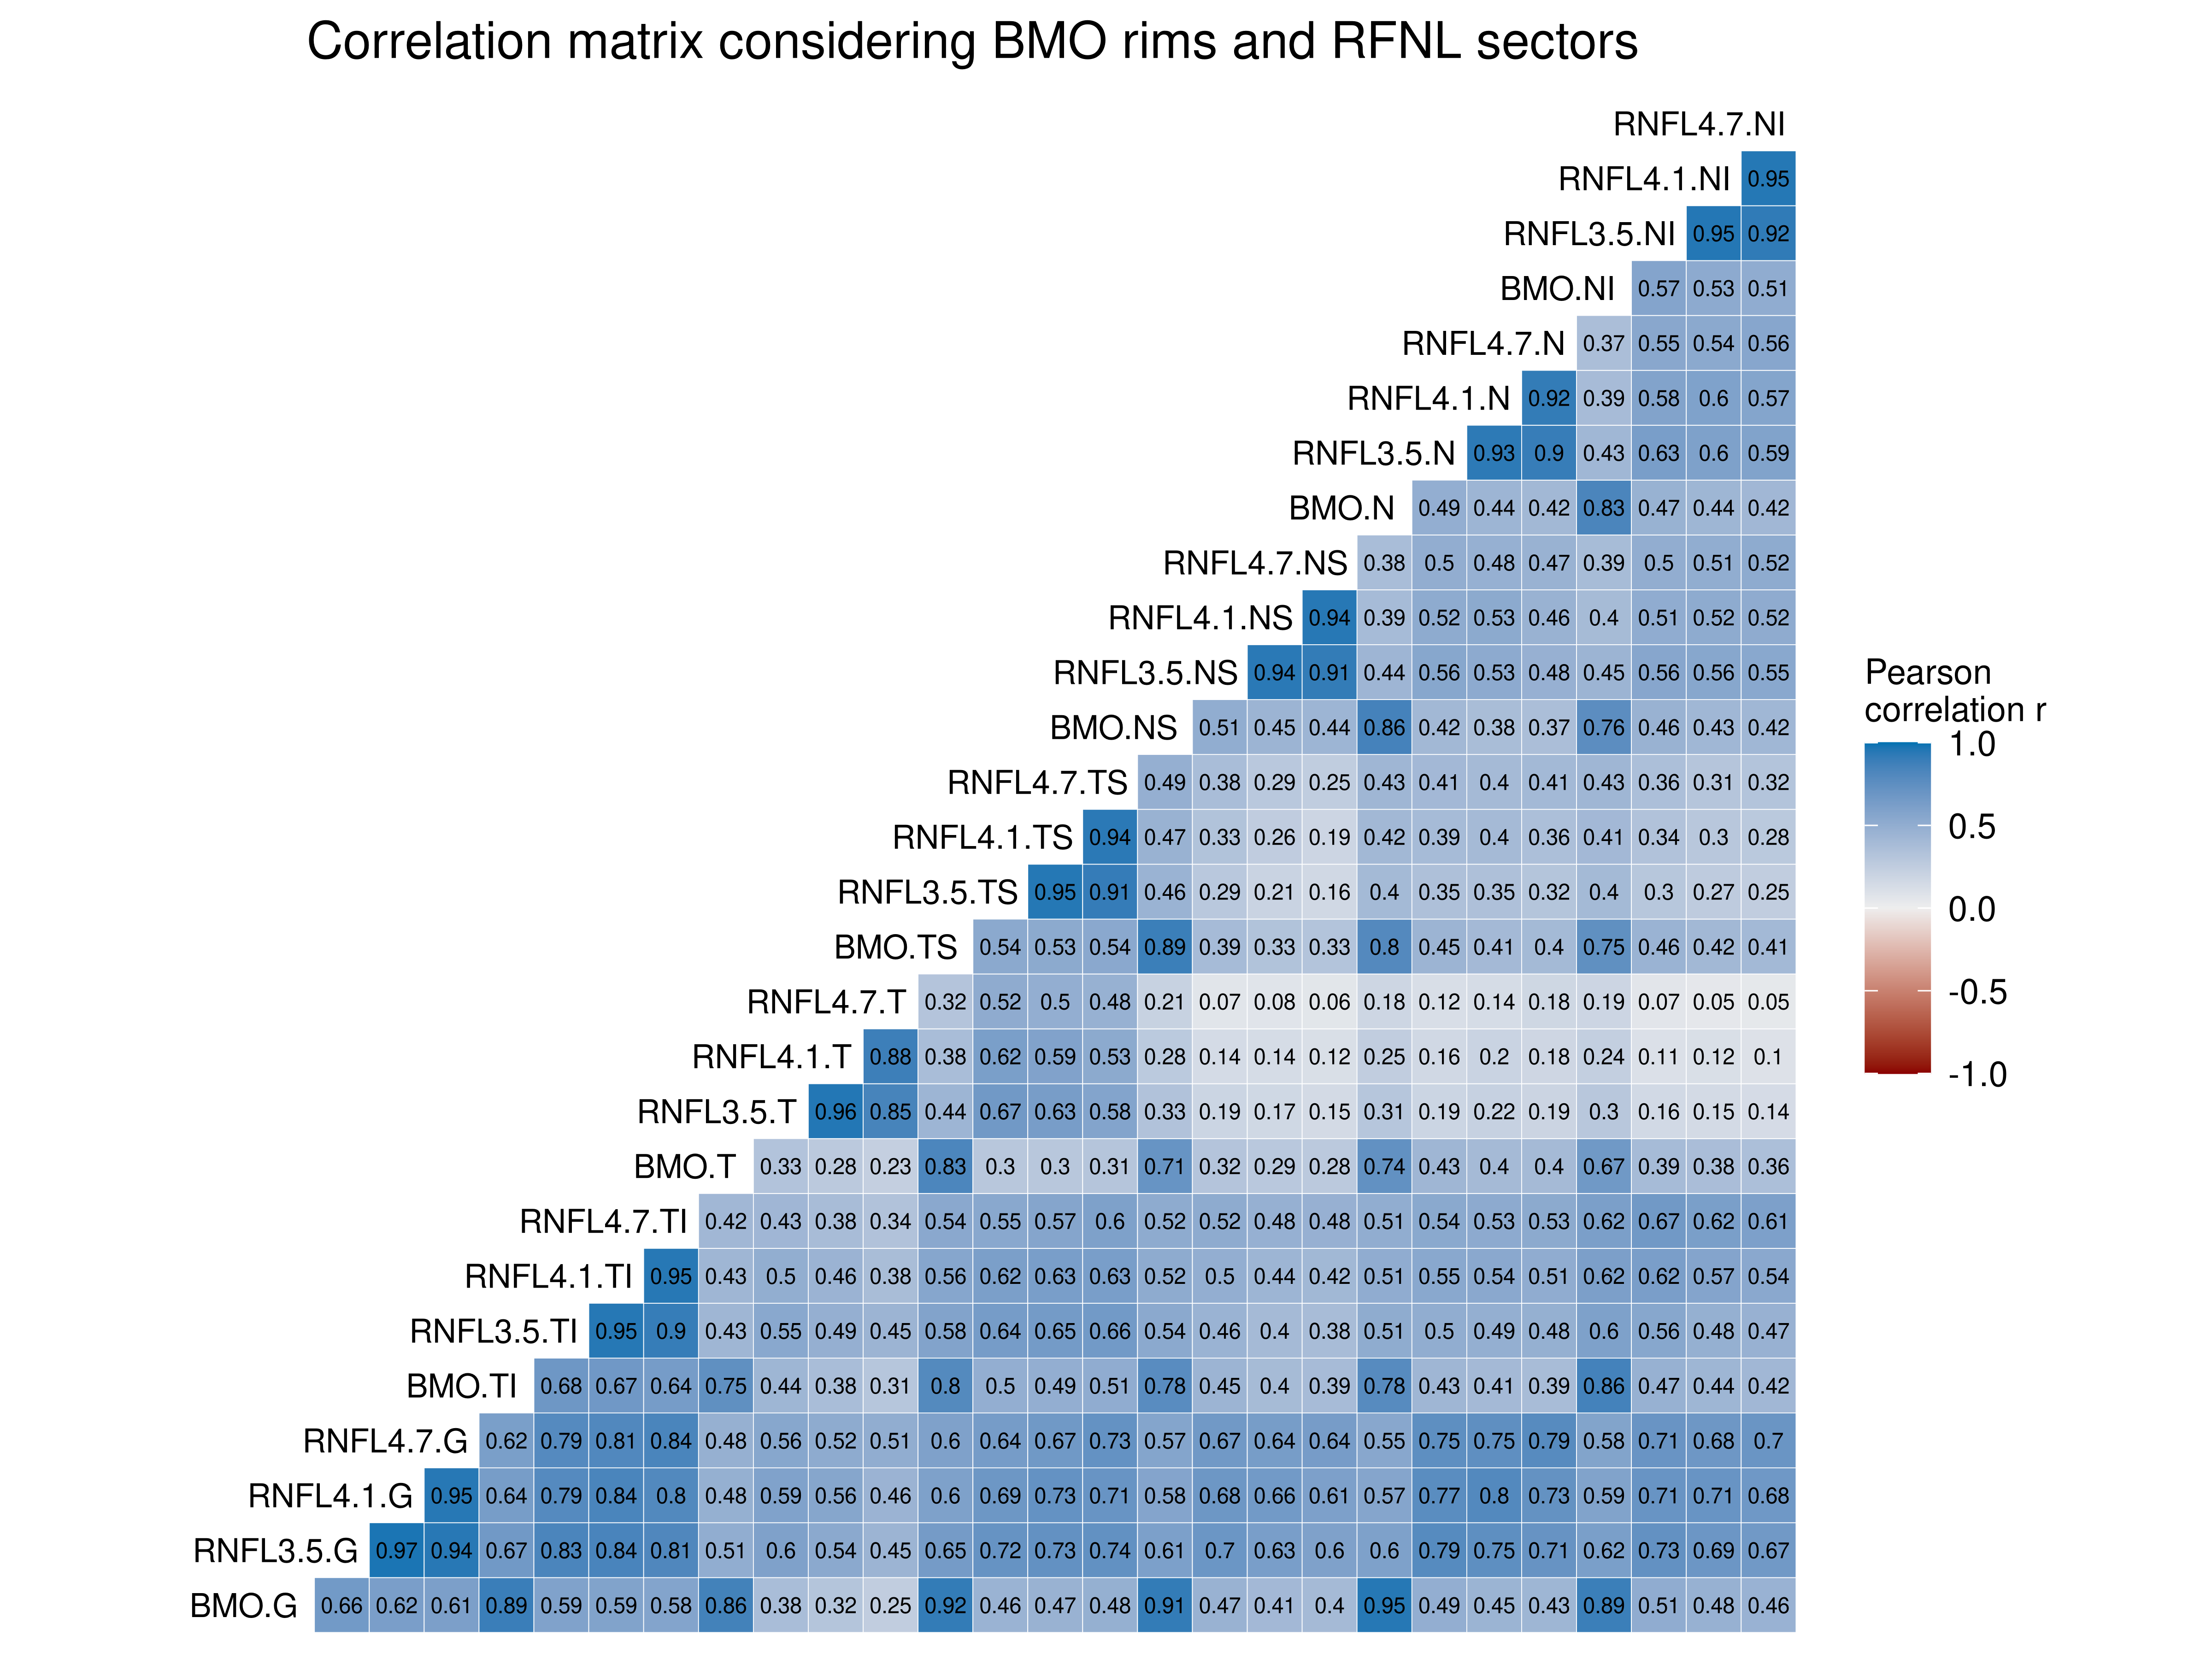 Correlation matrix considering BMO rims and RFNL sectors
RNFL4.7.NI
RNFL4.1.NI 0.95
RNFL3.5.NI 0.95 0.92
BMO.NI 0.57 0.53 0.51
RNFL4.7.N 0.37 0.55 0.54 0.56
RNFL4.1.N 0.92 0.39 0.58 0.6 0.57
RNFL3.5.N 0.93 0.9 0.43 0.63 0.6 0.59
BMO.N 0.49 0.44 0.42 0.83 0.47 0.44 0.42
RNFL4.7.NS 0.38 0.5 0.48 0.47 0.39 0.5 0.51 0.52
RNFL4.1.NS 0.94 0.39 0.52 0.53 0.46 0.4 0.51 0.52 0.52
RNFL3.5.NS 0.94 0.91 0.44 0.56 0.53 0.48 0.45 0.56 0.56 0.55
BMO.NS 0.51 0.45 0.44 0.86 0.42 0.38 0.37 0.76 0.46 0.43 0.42
RNFL4.7.TS 0.49 0.38 0.29 0.25 0.43 0.41 0.4 0.41 0.43 0.36 0.31 0.32
RNFL4.1.TS 0.94 0.47 0.33 0.26 0.19 0.42 0.39 0.4 0.36 0.41 0.34 0.3 0.28
RNFL3.5.TS 0.95 0.91 0.46 0.29 0.21 0.16 0.4 0.35 0.35 0.32 0.4 0.3 0.27 0.25
BMO.TS 0.54 0.53 0.54 0.89 0.39 0.33 0.33 0.8 0.45 0.41 0.4 0.75 0.46 0.42 0.41
RNFL4.7.T 0.32 0.52 0.5 0.48 0.21 0.07 0.08 0.06 0.18 0.12 0.14 0.18 0.19 0.07 0.05 0.05
RNFL4.1.T 0.88 0.38 0.62 0.59 0.53 0.28 0.14 0.14 0.12 0.25 0.16 0.2 0.18 0.24 0.11 0.12 0.1
RNFL3.5.T 0.96 0.85 0.44 0.67 0.63 0.58 0.33 0.19 0.17 0.15 0.31 0.19 0.22 0.19 0.3 0.16 0.15 0.14
BMO.T 0.33 0.28 0.23 0.83 0.3 0.3 0.31 0.71 0.32 0.29 0.28 0.74 0.43 0.4 0.4 0.67 0.39 0.38 0.36
RNFL4.7.TI 0.42 0.43 0.38 0.34 0.54 0.55 0.57 0.6 0.52 0.52 0.48 0.48 0.51 0.54 0.53 0.53 0.62 0.67 0.62 0.61
RNFL4.1.TI 0.95 0.43 0.5 0.46 0.38 0.56 0.62 0.63 0.63 0.52 0.5 0.44 0.42 0.51 0.55 0.54 0.51 0.62 0.62 0.57 0.54
RNFL3.5.TI 0.95 0.9 0.43 0.55 0.49 0.45 0.58 0.64 0.65 0.66 0.54 0.46 0.4 0.38 0.51 0.5 0.49 0.48 0.6 0.56 0.48 0.47
BMO.TI 0.68 0.67 0.64 0.75 0.44 0.38 0.31 0.8 0.5 0.49 0.51 0.78 0.45 0.4 0.39 0.78 0.43 0.41 0.39 0.86 0.47 0.44 0.42
RNFL4.7.G 0.62 0.79 0.81 0.84 0.48 0.56 0.52 0.51 0.6 0.64 0.67 0.73 0.57 0.67 0.64 0.64 0.55 0.75 0.75 0.79 0.58 0.71 0.68 0.7
RNFL4.1.G 0.95 0.64 0.79 0.84 0.8 0.48 0.59 0.56 0.46 0.6 0.69 0.73 0.71 0.58 0.68 0.66 0.61 0.57 0.77 0.8 0.73 0.59 0.71 0.71 0.68
RNFL3.5.G 0.97 0.94 0.67 0.83 0.84 0.81 0.51 0.6 0.54 0.45 0.65 0.72 0.73 0.74 0.61 0.7 0.63 0.6 0.6 0.79 0.75 0.71 0.62 0.73 0.69 0.67
BMO.G 0.66 0.62 0.61 0.89 0.59 0.59 0.58 0.86 0.38 0.32 0.25 0.92 0.46 0.47 0.48 0.91 0.47 0.41 0.4 0.95 0.49 0.45 0.43 0.89 0.51 0.48 0.46
Pearson
correlation r
1.0
0.5
0.0
-0.5
-1.0